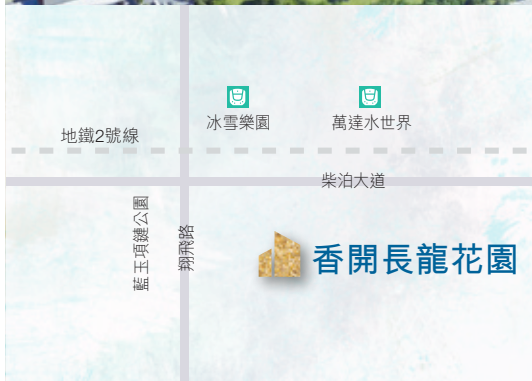 冰雪樂園
萬達水世界
地鐵2號線
柴泊大道
藍玉項鏈公園
翔飛路
香開長龍花園